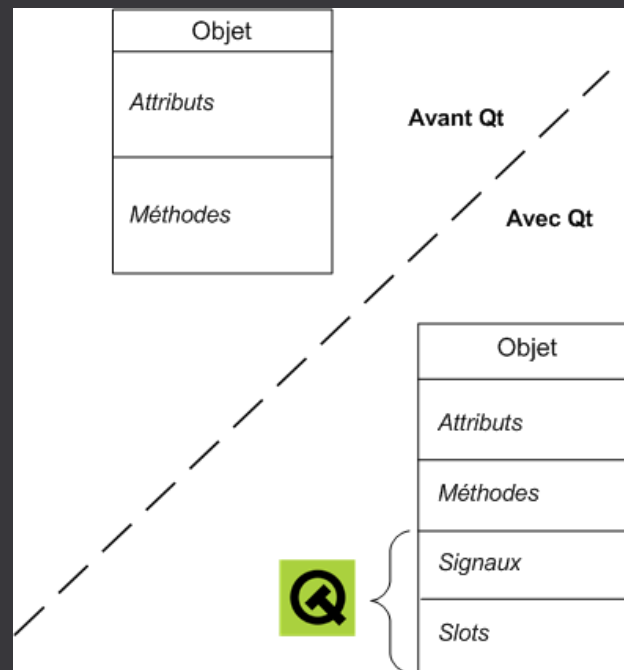 Objet
Attributs
Méthodes
Avant Qt
Avec Qt
Objet
Attributs
Méthodes
Signaux
Slots